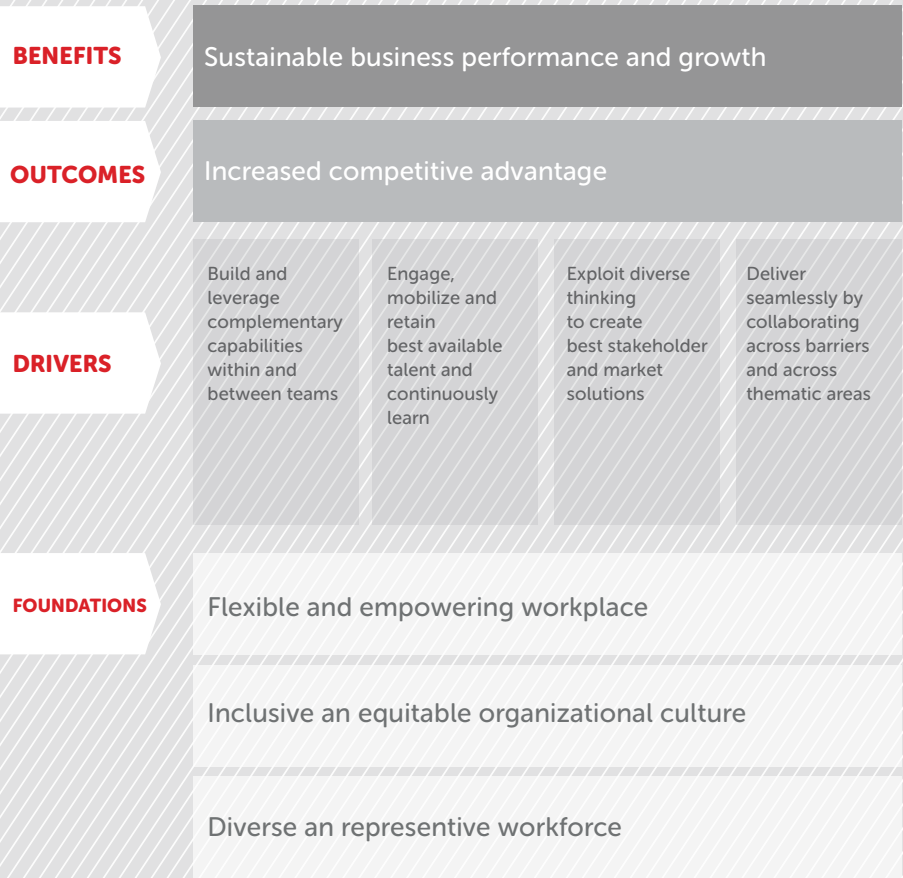 BENEFITS
Sustainable business performance and growth
OUTCOMES
Increased competitive advantage
DRIVERS
Build and
leverage
complementary
capabilities
within and
between teams
Engage,
mobilize and
retain
best available
talent and
continuously
learn
Exploit diverse
thinking
to create
best stakeholder
and market
solutions
Deliver
seamlessly by
collaborating
across barriers
and across
thematic areas
FOUNDATIONS
Flexible and empowering workplace
Inclusive an equitable organizational culture
Diverse an representive workforce